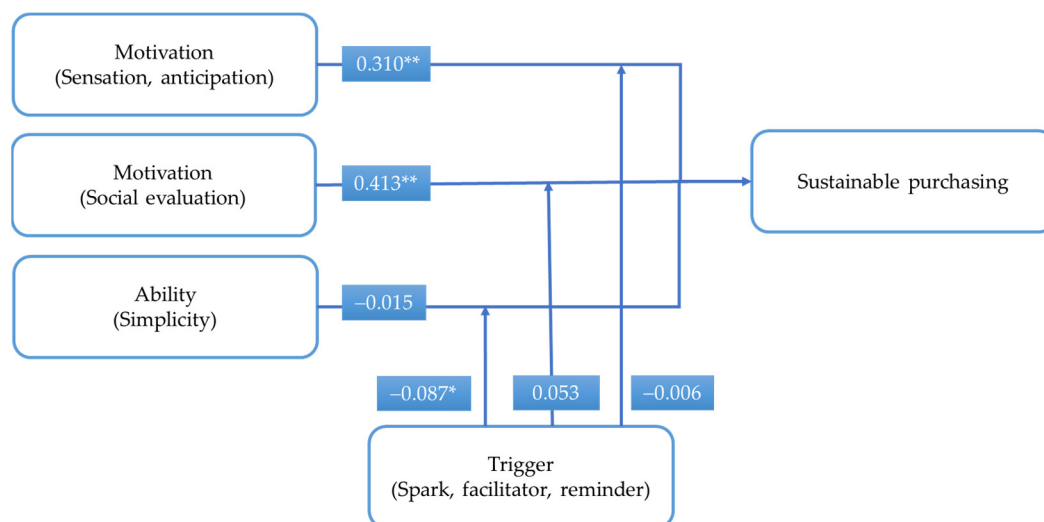 Motivation
(Sensation, anticipation)
0.310**
Motivation
(Social evaluation)
0.413**
Sustainable purchasing
Ability
(Simplicity)
−0.015
−0.087*
0.053
−0.006
Trigger
(Spark, facilitator, reminder)